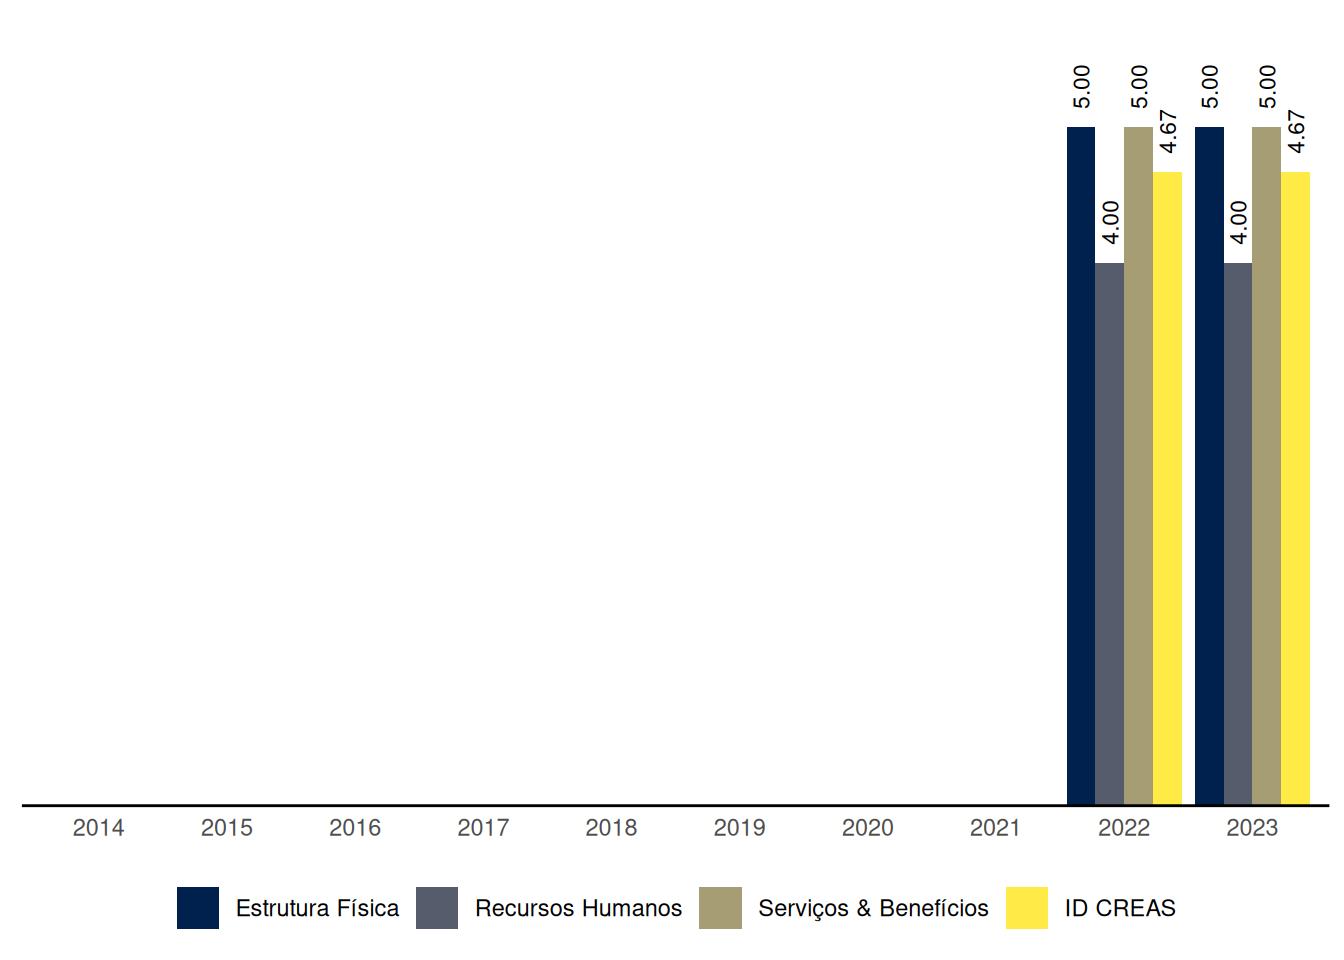 5.00 5.00 5.00 5.00
4.67 4.67
4.00 4.00
2014 2015 2016 2017 2018 2019 2020 2021 2022 2023
Estrutura Física Recursos Humanos Serviços & Benefícios ID CREAS